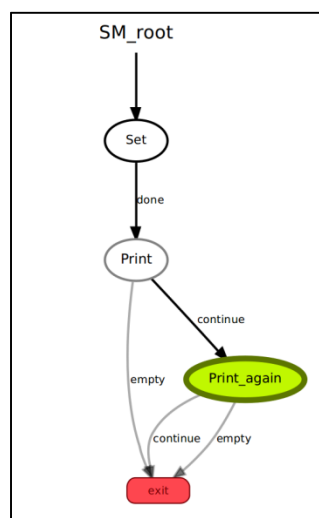 SM_root
Set
done
Print
continue
Print_again
empty
continue
empty
exit